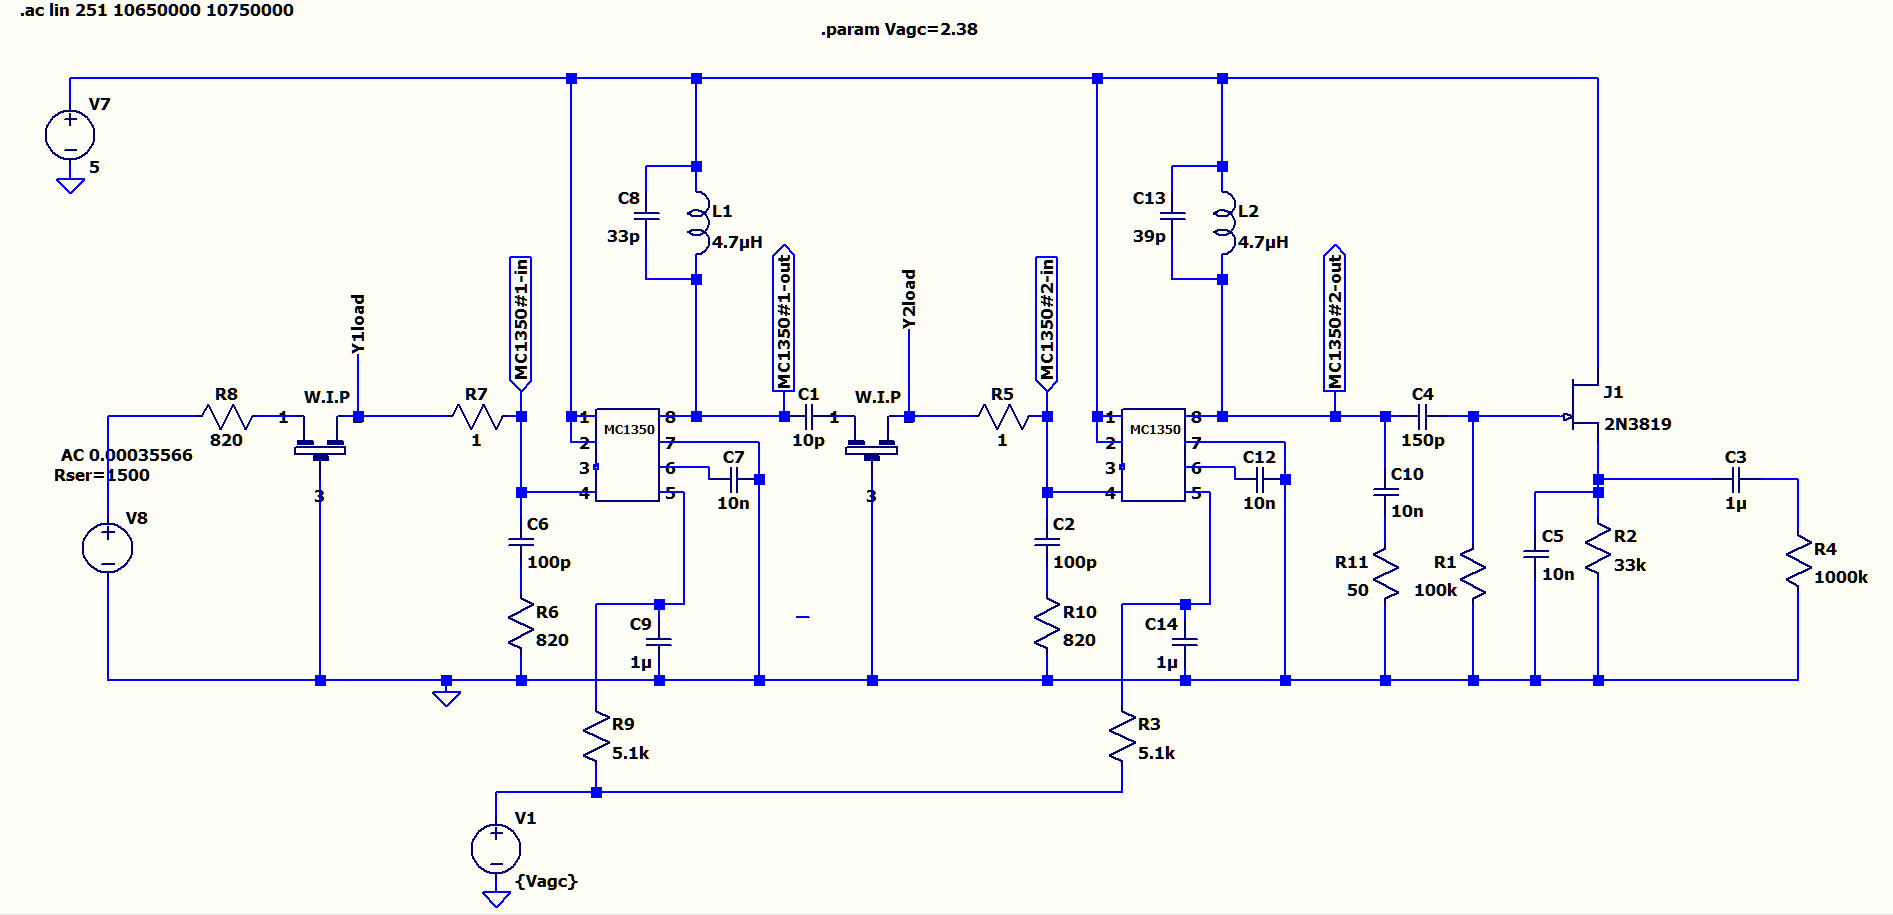 .ac lin 251 10650000 10750000
.param Vagc=2.38
V7
5
C8
33p
L1
4.7µH
C13
39p
L2
4.7µH
MC1350#1-in
MC1350#1-out
Y1load
Y2load
MC1350#2-in
MC1350#2-out
R8
820
1
W.I.P
3
R7
1
1
2
3
4
MC1350
8
7
6
5
C1
10p
1
W.I.P
3
R5
1
1
2
3
4
MC1350
8
7
6
5
C4
150p
J1
2N3819
AC 0.00035566
Rser=1500
V8
C7
10n
C12
10n
C10
10n
C3
1µ
C6
100p
C2
100p
C5
10n
R2
33k
R4
1000k
R11
50
R1
100k
R6
820
C9
1µ
R10
820
C14
1µ
R9
5.1k
R3
5.1k
V1
{Vagc}